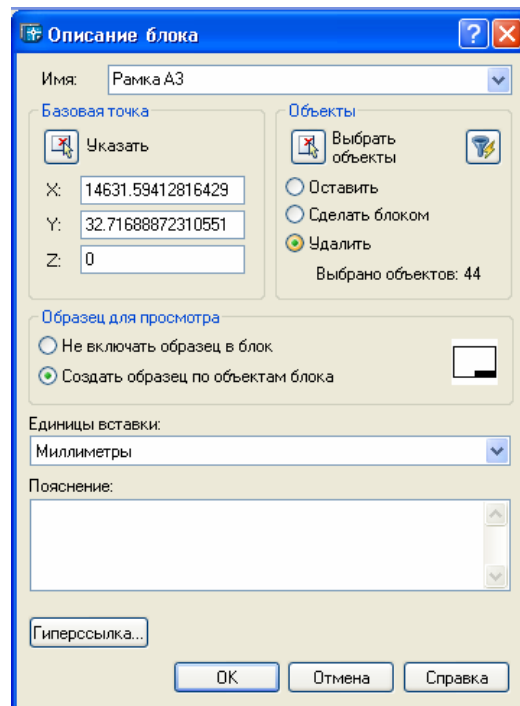 Описание блока
Имя: Рамка А3
Базовая точка
Указать
X: 14631.59412816429
Y: 32.71688872310551
Z: 0
Объекты
Выбрать
объекты
Оставить
Сделать блоком
Удалить
Выбрано объектов: 44
Образец для просмотра
Не включать образец в блок
Создать образец по объектам блока
Единицы вставки:
Миллиметры
Пояснение:
Гиперссылка...
OK Отмена Справка